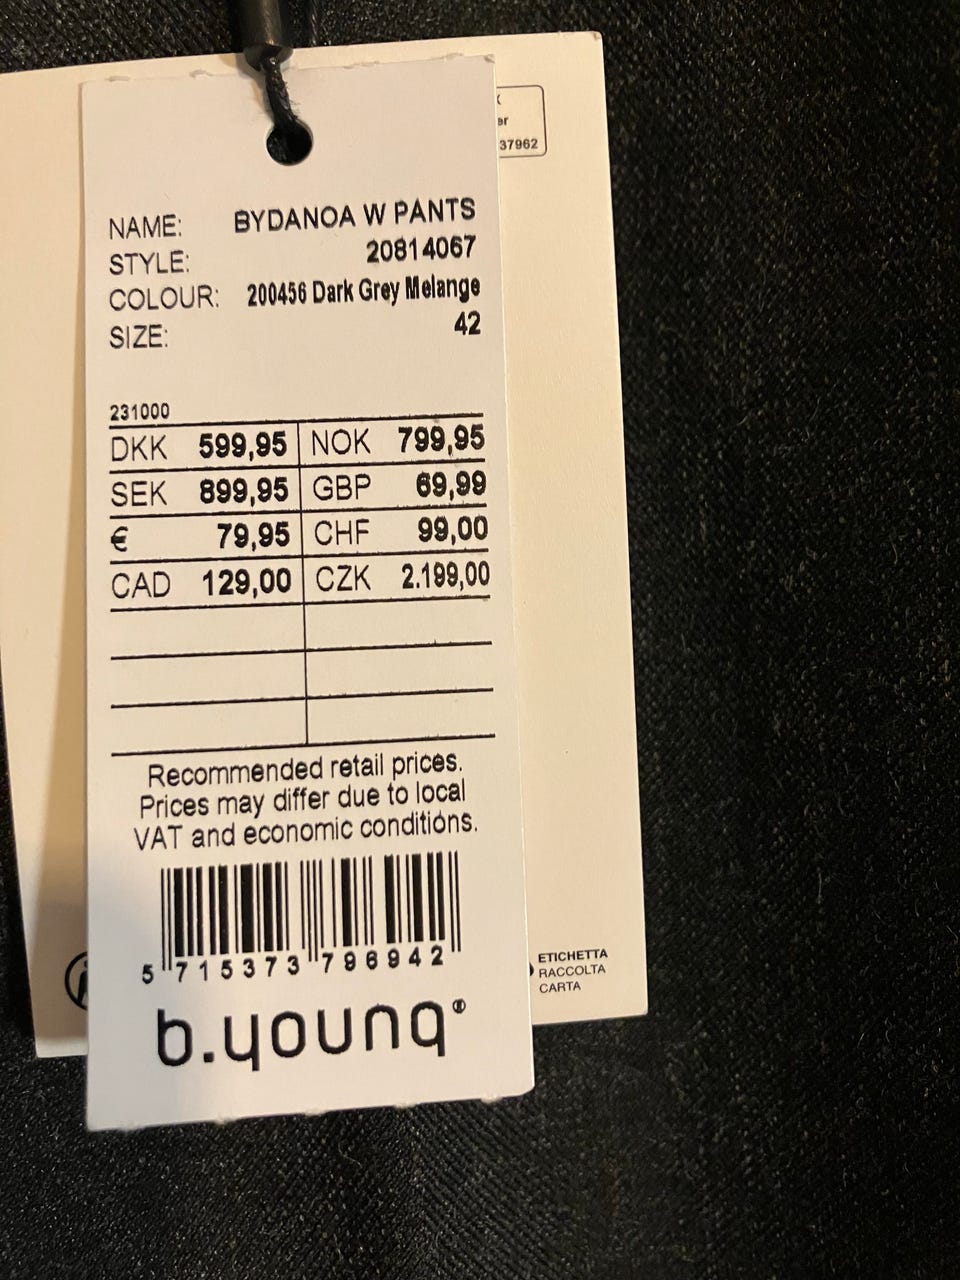 er
37962
NAME: BYDANOA W PANTS
STYLE: 20814067
COLOUR: 200456 Dark Grey Melange
SIZE: 42
231000
DKK 599,95 NOK 799,95
SEK 899,95 GBP 69,99
€ 79,95 CHF 99,00
CAD 129,00 CZK 2.199,00
Recommended retail prices.
Prices may differ due to local
VAT and economic conditions.
5 715373 796942
b.young®
ETICHETTA
RACCOLTA
CARTA